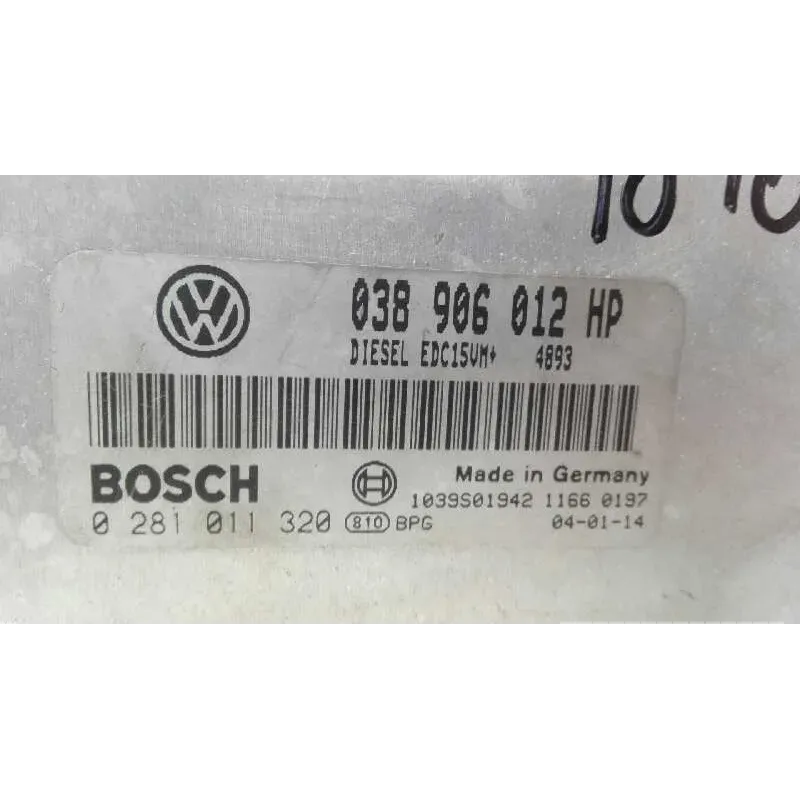 VW
038 906 012 HP
DIESEL EDC15VM+ 4893
BOSCH
Made in Germany
1039S01942 1166 0197
0 281 011 320 810 BPG
04-01-14